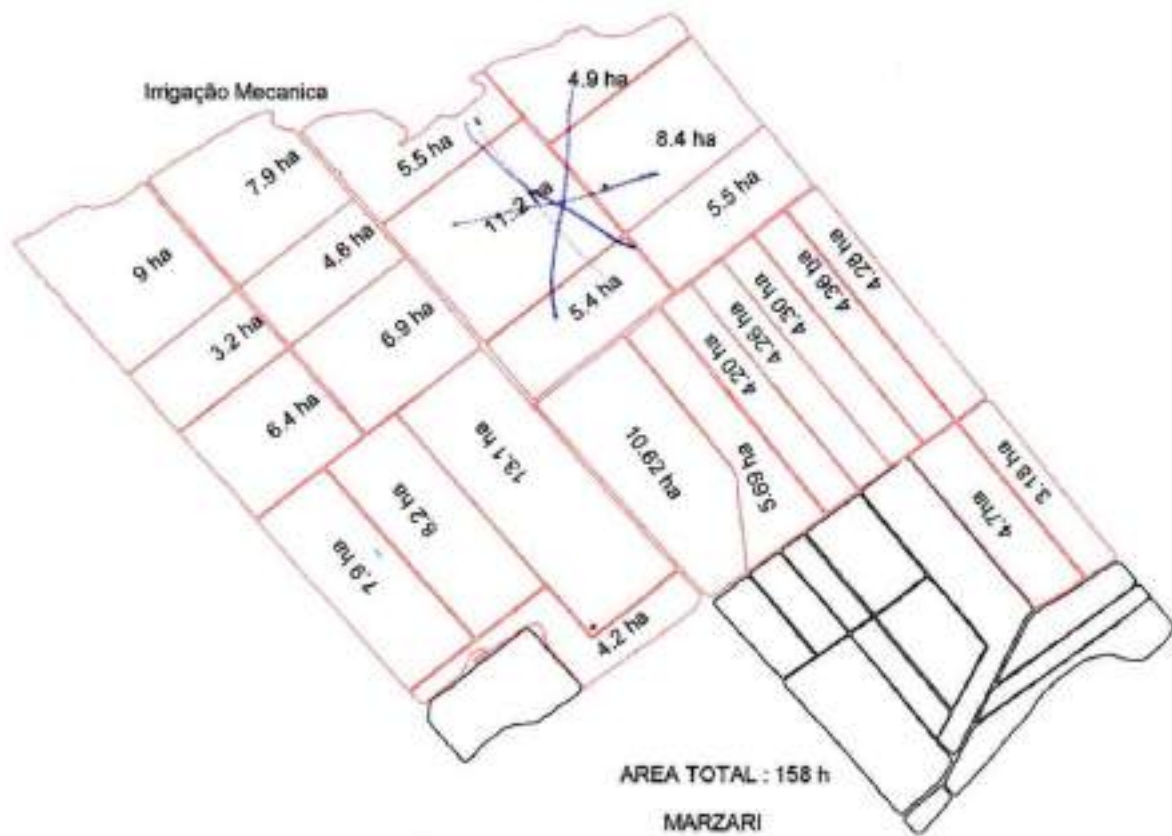 Irrigação Mecanica
4.9 ha
8.4 ha
5.5 ha
7.9 ha
5.5 ha
11.2 ha
9 ha
4.6 ha
5.4 ha
4.28 ha
4.36 ha
4.30 ha
4.26 ha
4.20 ha
3.2 ha
6.9 ha
6.4 ha
13.1 ha
10.92 ha
5.69 ha
3.18 ha
4.7ha
8.2 ha
7.9 ha
4.2 ha
AREA TOTAL : 158 h
MARZARI